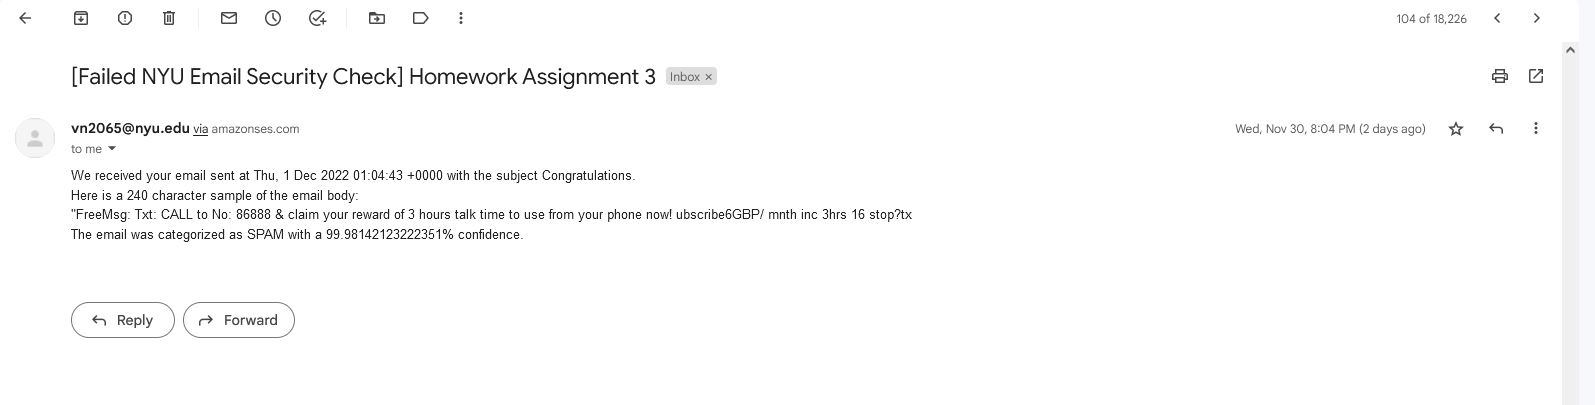 104 of 18,226
[Failed NYU Email Security Check] Homework Assignment 3 Inbox ×
vn2065@nyu.edu via amazonses.com
Wed, Nov 30, 8:04 PM (2 days ago)
to me
We received your email sent at Thu, 1 Dec 2022 01:04:43 +0000 with the subject Congratulations.
Here is a 240 character sample of the email body:
"FreeMsg: Txt: CALL to No: 86888 & claim your reward of 3 hours talk time to use from your phone now! ubscribe6GBP/ mnth inc 3hrs 16 stop?tx
The email was categorized as SPAM with a 99.98142123222351% confidence.
Reply Forward